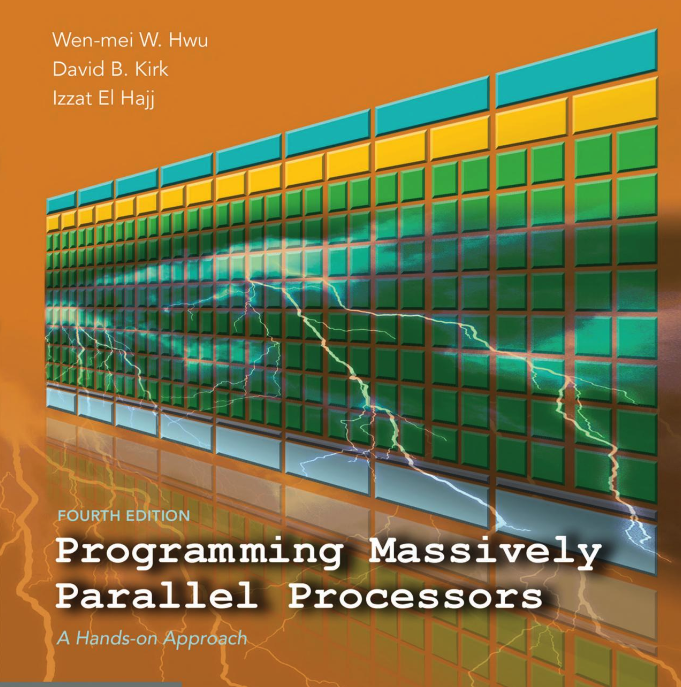 Wen-mei W. Hwu
David B. Kirk
Izzat El Hajj
FOURTH EDITION
Programming Massively
Parallel Processors
A Hands-on Approach